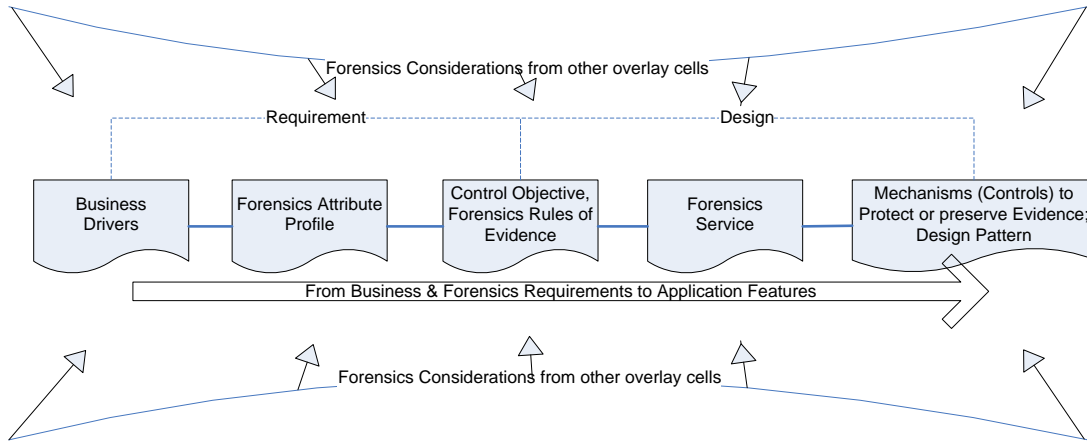 Forensics Considerations from other overlay cells
Requirement
Design
Business
Drivers
Forensics Attribute
Profile
Control Objective,
Forensics Rules of
Evidence
Forensics
Service
Mechanisms (Controls) to
Protect or preserve Evidence;
Design Pattern
From Business & Forensics Requirements to Application Features
Forensics Considerations from other overlay cells